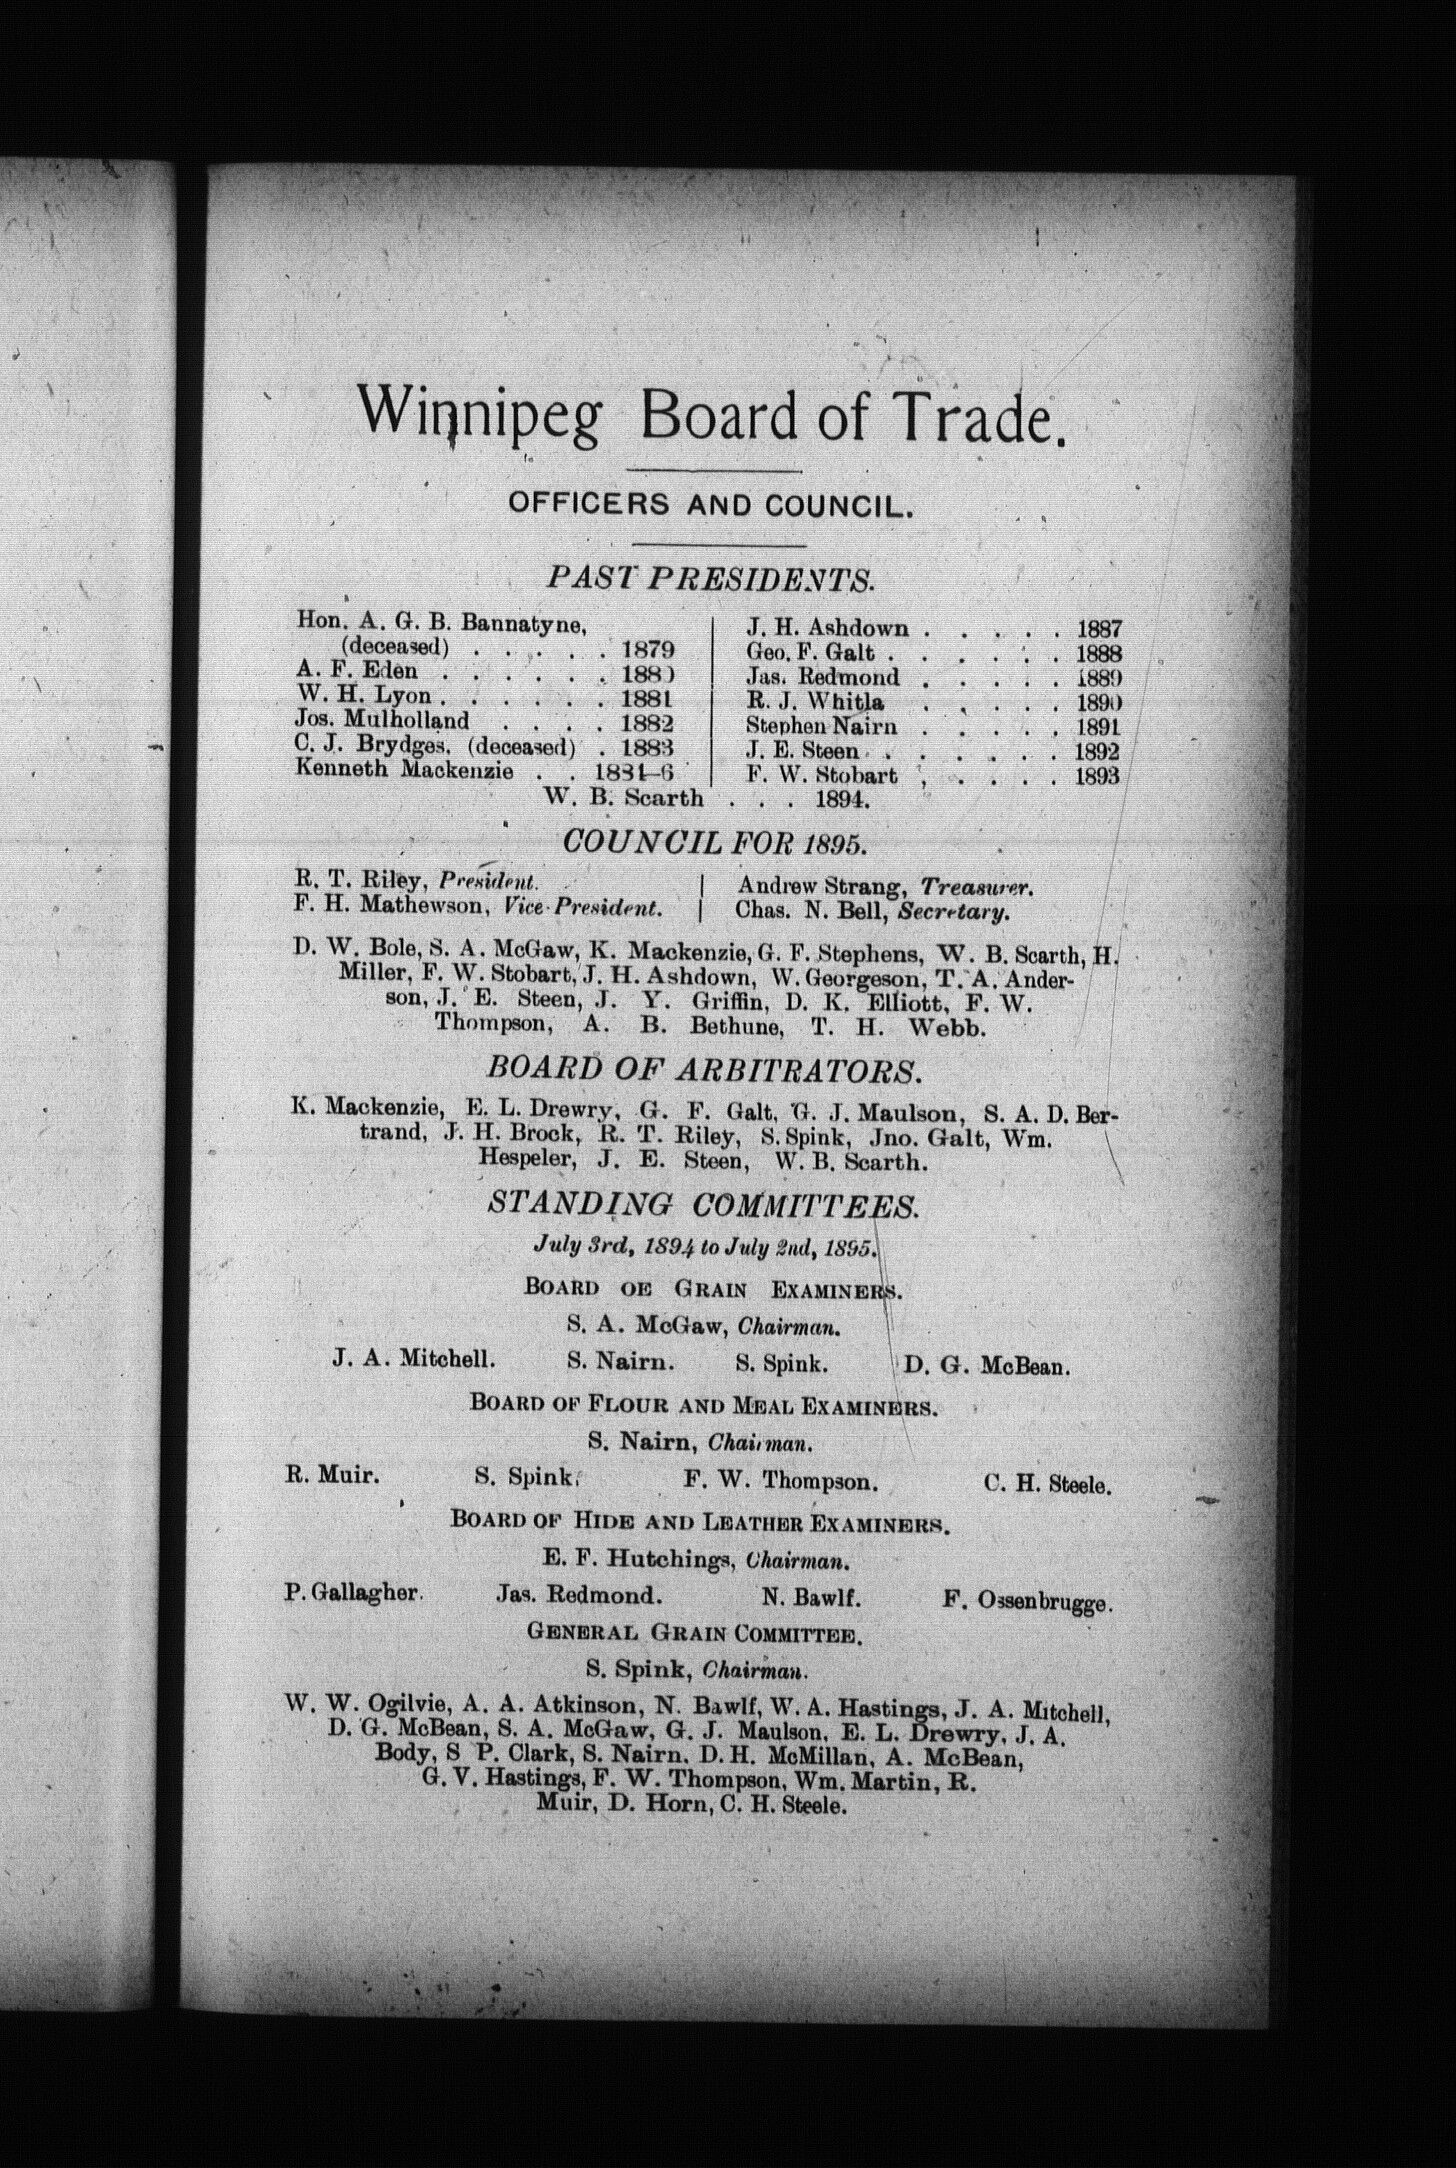 Winnipeg Board of Trade.
OFFICERS AND COUNCIL.
PAST PRESIDENTS.
Hon. A. G. B. Bannatyne,
(deceased) . . . . . 1879
A. F. Eden . . . . . . 1880
W. H. Lyon . . . . . . 1881
Jos. Mulholland . . . . 1882
C. J. Brydges, (deceased) . 1883
Kenneth Mackenzie . . 1884-6
J. H. Ashdown . . . . . 1887
Geo. F. Galt . . . . . . 1888
Jas. Redmond . . . . . 1889
R. J. Whitla . . . . . 1890
Stephen Nairn . . . . . 1891
J. E. Steen . . . . . . 1892
F. W. Stobart . . . . . 1893
W. B. Scarth . . . 1894.
COUNCIL FOR 1895.
R. T. Riley, President.
F. H. Mathewson, Vice-President.
Andrew Strang, Treasurer.
Chas. N. Bell, Secretary.
D. W. Bole, S. A. McGaw, K. Mackenzie, G. F. Stephens, W. B. Scarth, H.
Miller, F. W. Stobart, J. H. Ashdown, W. Georgeson, T. A. Ander-
son, J. E. Steen, J. Y. Griffin, D. K. Elliott, F. W.
Thompson, A. B. Bethune, T. H. Webb.
BOARD OF ARBITRATORS.
K. Mackenzie, E. L. Drewry, G. F. Galt, G. J. Maulson, S. A. D. Ber-
trand, J. H. Brock, R. T. Riley, S. Spink, Jno. Galt, Wm.
Hespeler, J. E. Steen, W. B. Scarth.
STANDING COMMITTEES.
July 3rd, 1894 to July 2nd, 1895.
BOARD OE GRAIN EXAMINERS.
S. A. McGaw, Chairman.
J. A. Mitchell. S. Nairn. S. Spink. D. G. McBean.
BOARD OF FLOUR AND MEAL EXAMINERS.
S. Nairn, Chairman.
R. Muir. S. Spink. F. W. Thompson. C. H. Steele.
BOARD OF HIDE AND LEATHER EXAMINERS.
E. F. Hutchings, Chairman.
P. Gallagher. Jas. Redmond. N. Bawlf. F. Ossenbrugge.
GENERAL GRAIN COMMITTEE.
S. Spink, Chairman.
W. W. Ogilvie, A. A. Atkinson, N. Bawlf, W. A. Hastings, J. A. Mitchell,
D. G. McBean, S. A. McGaw, G. J. Maulson, E. L. Drewry, J. A.
Body, S P. Clark, S. Nairn, D. H. McMillan, A. McBean,
G. V. Hastings, F. W. Thompson, Wm. Martin, R.
Muir, D. Horn, C. H. Steele.